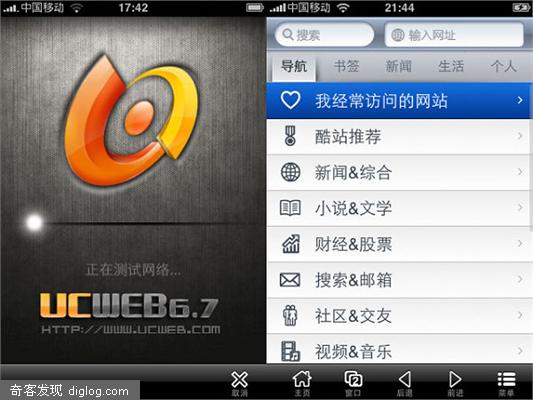 中国移动 17:42
正在测试网络...
UCWEB6.7
HTTP://WWW.UCWEB.COM
奇客发现 diglog.com
中国移动 21:44
搜索 输入网址
导航 书签 新闻 生活 个人
我经常访问的网站
酷站推荐
新闻&综合
小说&文学
财经&股票
搜索&邮箱
社区&交友
视频&音乐
取消 主页 2 窗口 后退 前进 菜单